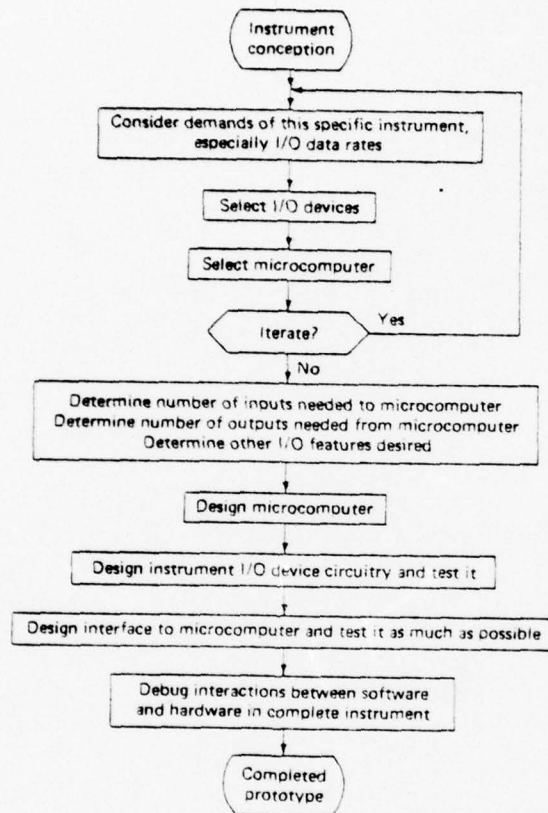 Instrument
conception
Consider demands of this specific instrument,
especially I/O data rates
Select I/O devices
Select microcomputer
Iterate?
Yes
No
Determine number of inputs needed to microcomputer
Determine number of outputs needed from microcomputer
Determine other I/O features desired
Design microcomputer
Design instrument I/O device circuitry and test it
Design interface to microcomputer and test it as much as possible
Debug interactions between software
and hardware in complete instrument
Completed
prototype